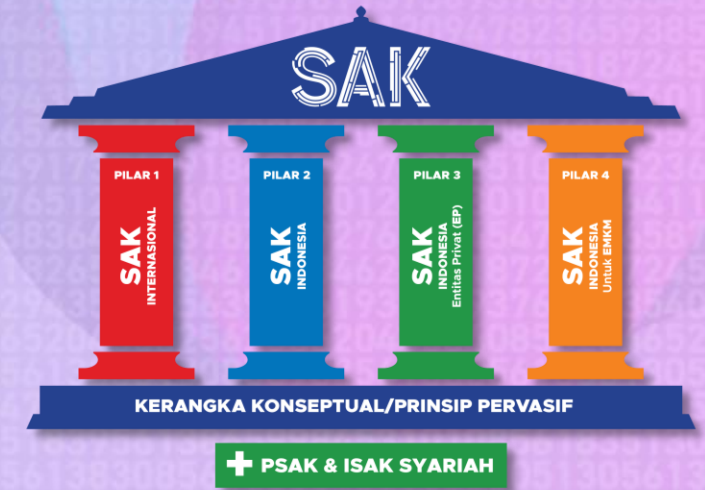 SAK
PILAR 1
SAK
INTERNASIONAL
PILAR 2
SAK
INDONESIA
PILAR 3
SAK
INDONESIA
Entitas Privat (EP)
PILAR 4
SAK
INDONESIA
Untuk EMKM
KERANGKA KONSEPTUAL/PRINSIP PERVASIF
+ PSAK & ISAK SYARIAH